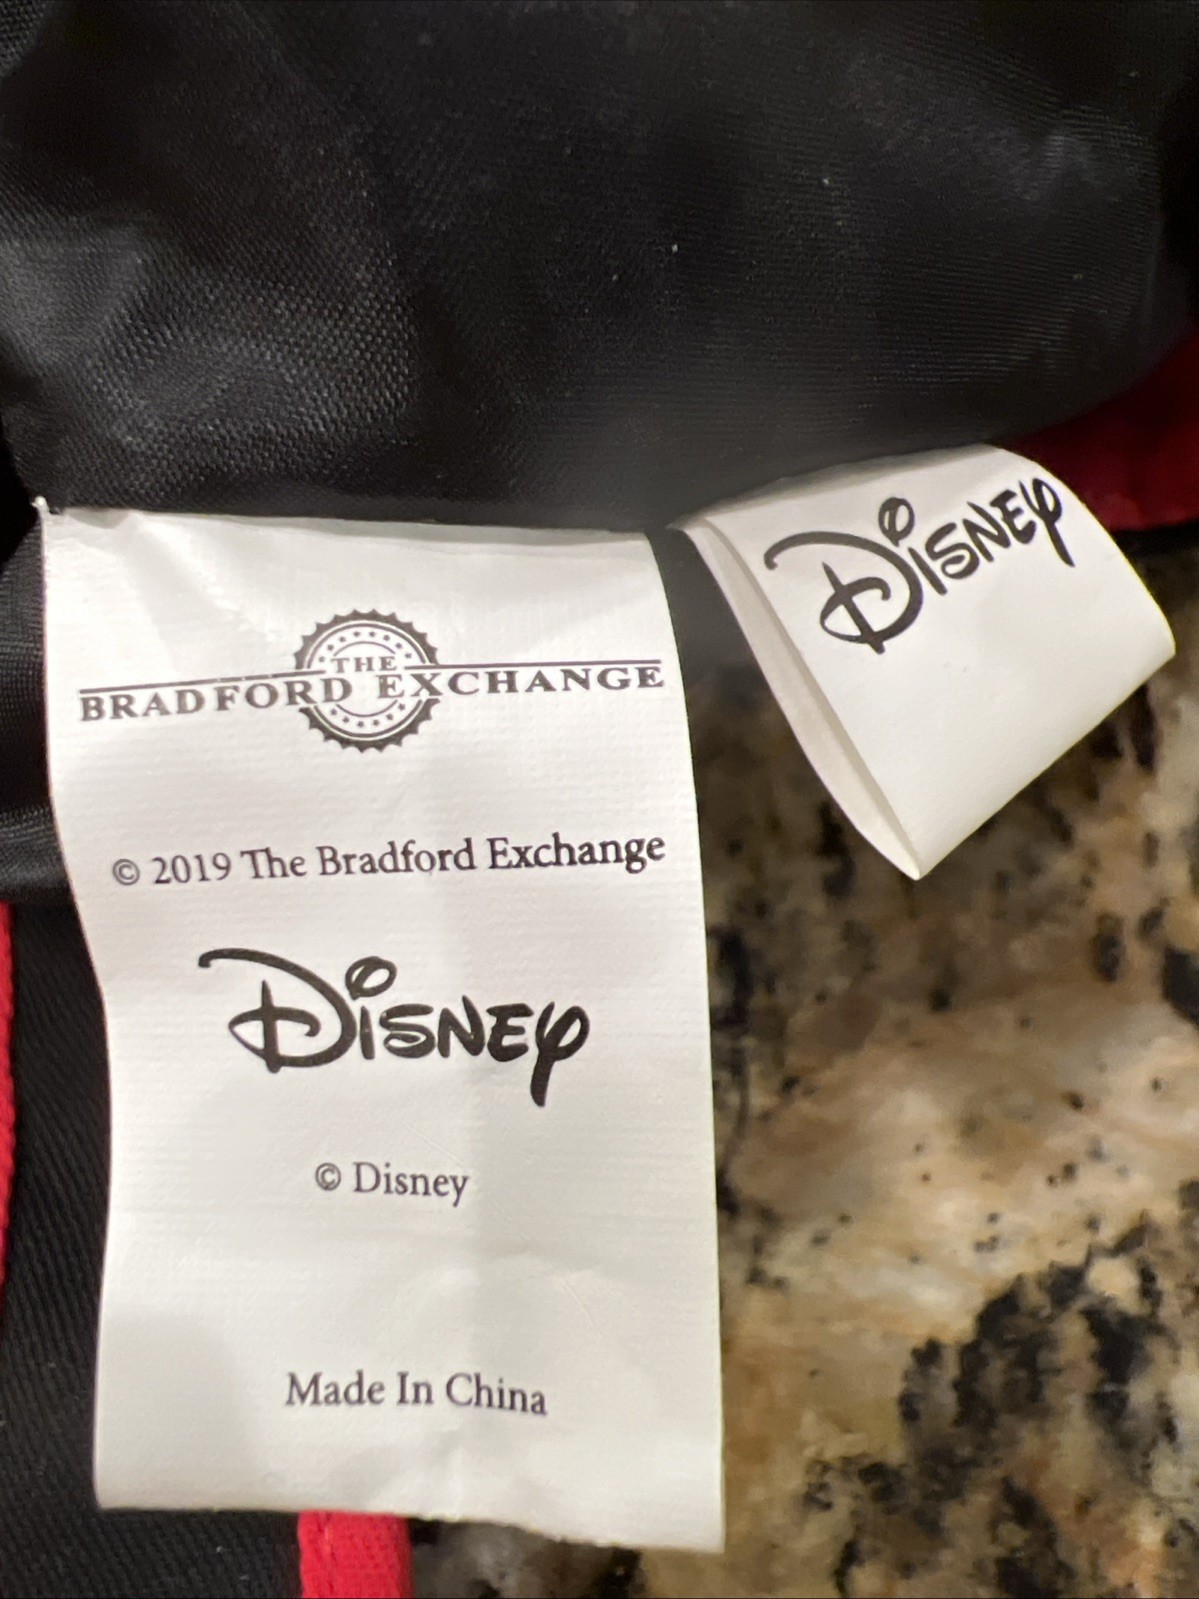 THE
BRADFORD EXCHANGE
© 2019 The Bradford Exchange
Disney
© Disney
Made In China
Disney